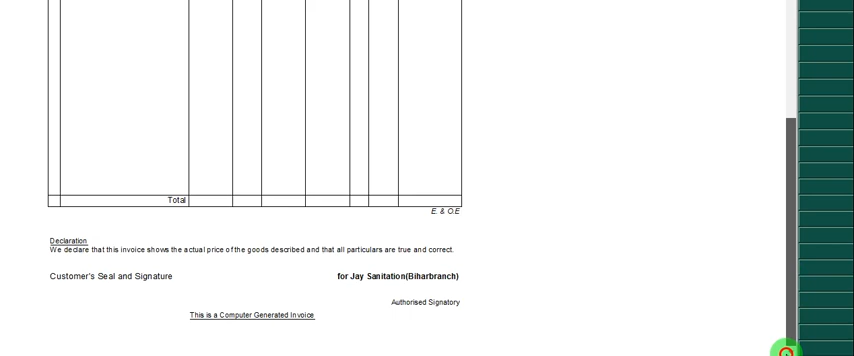 Total
E. & O.E
Declaration
We declare that this invoice shows the actual price of the goods described and that all particulars are true and correct.
Customer's Seal and Signature
for Jay Sanitation(Biharbranch)
Authorised Signatory
This is a Computer Generated Invoice